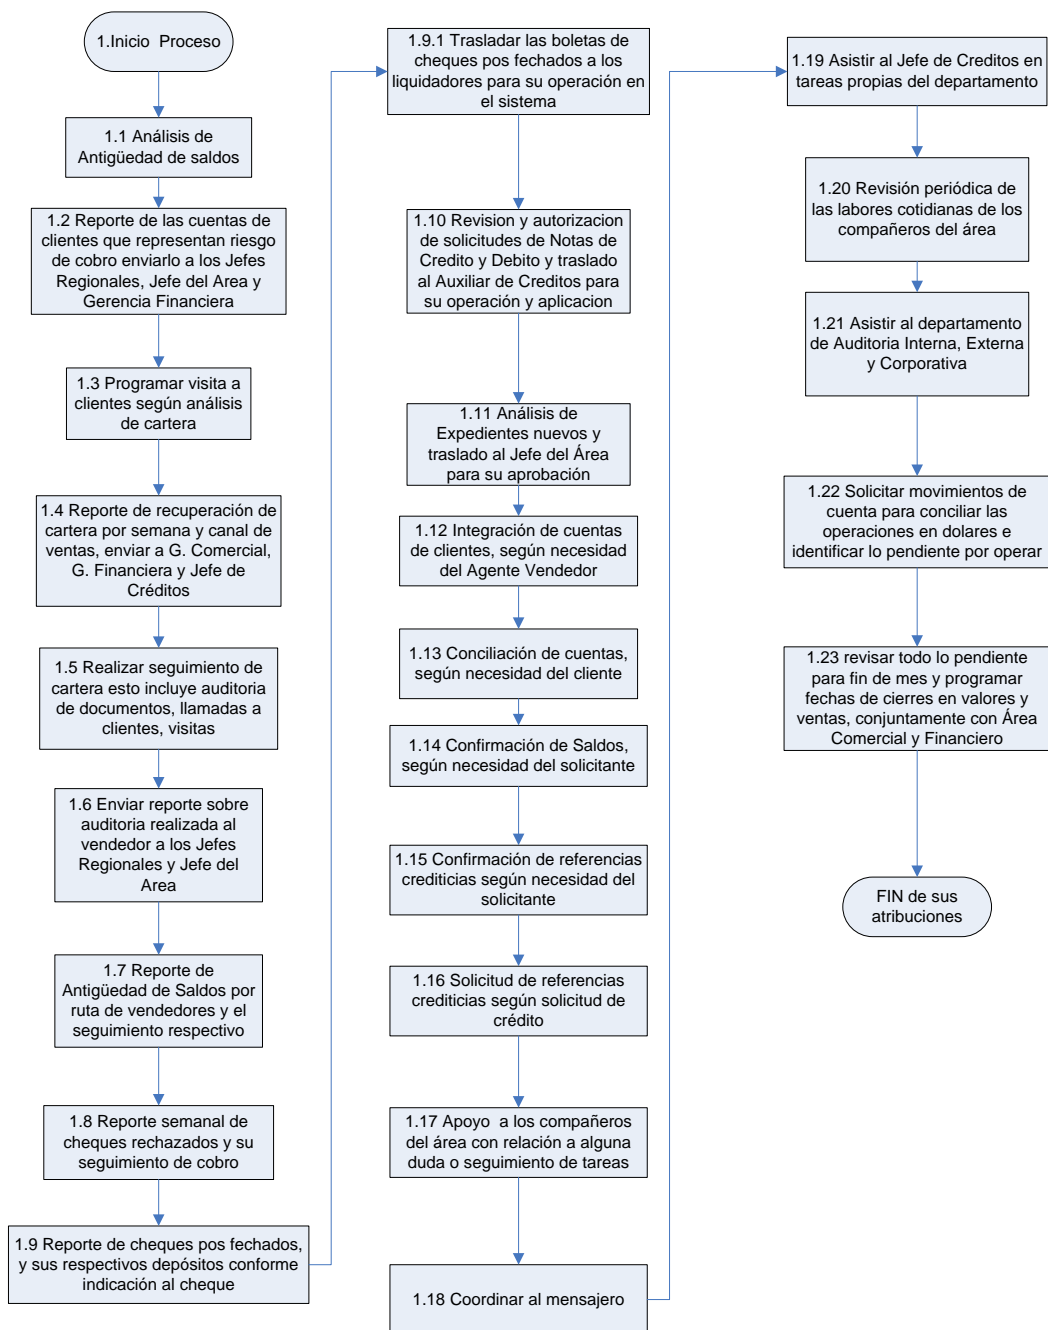 1.Inicio Proceso
1.1 Análisis de
Antigüedad de saldos
1.2 Reporte de las cuentas de
clientes que representan riesgo
de cobro enviarlo a los Jefes
Regionales, Jefe del Area y
Gerencia Financiera
1.3 Programar visita a
clientes según análisis
de cartera
1.4 Reporte de recuperación de
cartera por semana y canal de
ventas, enviar a G. Comercial,
G. Financiera y Jefe de
Créditos
1.5 Realizar seguimiento de
cartera esto incluye auditoria
de documentos, llamadas a
clientes, visitas
1.6 Enviar reporte sobre
auditoria realizada al
vendedor a los Jefes
Regionales y Jefe del
Area
1.7 Reporte de
Antigüedad de Saldos por
ruta de vendedores y el
seguimiento respectivo
1.8 Reporte semanal de
cheques rechazados y su
seguimiento de cobro
1.9 Reporte de cheques pos fechados,
y sus respectivos depósitos conforme
indicación al cheque
1.9.1 Trasladar las boletas de
cheques pos fechados a los
liquidadores para su operación en
el sistema
1.10 Revision y autorizacion
de solicitudes de Notas de
Credito y Debito y traslado
al Auxiliar de Creditos para
su operación y aplicacion
1.11 Análisis de
Expedientes nuevos y
traslado al Jefe del Área
para su aprobación
1.12 Integración de cuentas
de clientes, según necesidad
del Agente Vendedor
1.13 Conciliación de cuentas,
según necesidad del cliente
1.14 Confirmación de Saldos,
según necesidad del solicitante
1.15 Confirmación de referencias
crediticias según necesidad del
solicitante
1.16 Solicitud de referencias
crediticias según solicitud de
crédito
1.17 Apoyo a los compañeros
del área con relación a alguna
duda o seguimiento de tareas
1.18 Coordinar al mensajero
1.19 Asistir al Jefe de Creditos en
tareas propias del departamento
1.20 Revisión periódica de
las labores cotidianas de los
compañeros del área
1.21 Asistir al departamento
de Auditoria Interna, Externa
y Corporativa
1.22 Solicitar movimientos de
cuenta para conciliar las
operaciones en dolares e
identificar lo pendiente por operar
1.23 revisar todo lo pendiente
para fin de mes y programar
fechas de cierres en valores y
ventas, conjuntamente con Área
Comercial y Financiero
FIN de sus
atribuciones